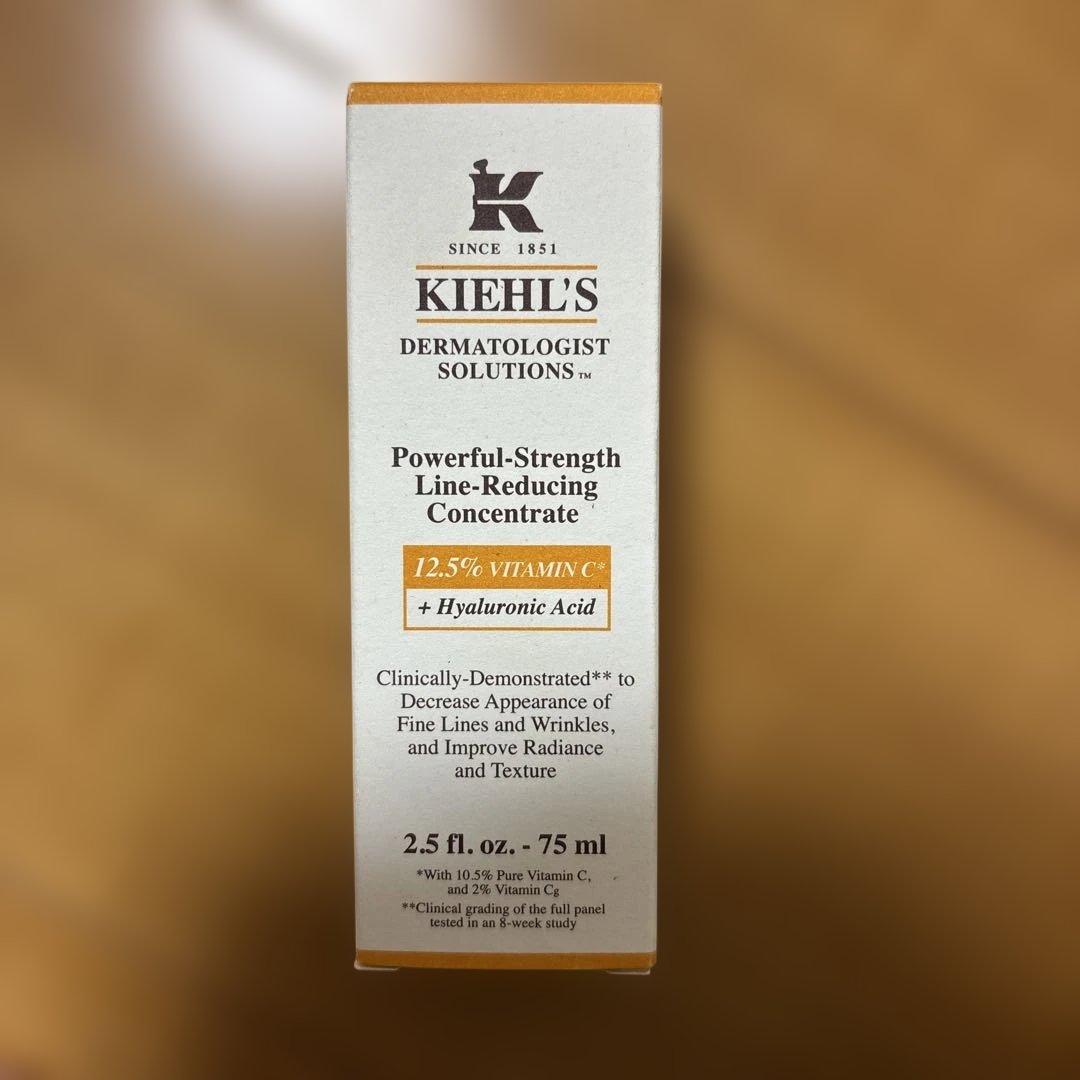 K
SINCE 1851
KIEHL'S
DERMATOLOGIST
SOLUTIONS™
Powerful-Strength
Line-Reducing
Concentrate
12.5% VITAMIN C*
+ Hyaluronic Acid
Clinically-Demonstrated** to
Decrease Appearance of
Fine Lines and Wrinkles,
and Improve Radiance
and Texture
2.5 fl. oz. - 75 ml
*With 10.5% Pure Vitamin C,
and 2% Vitamin Cg
**Clinical grading of the full panel
tested in an 8-week study